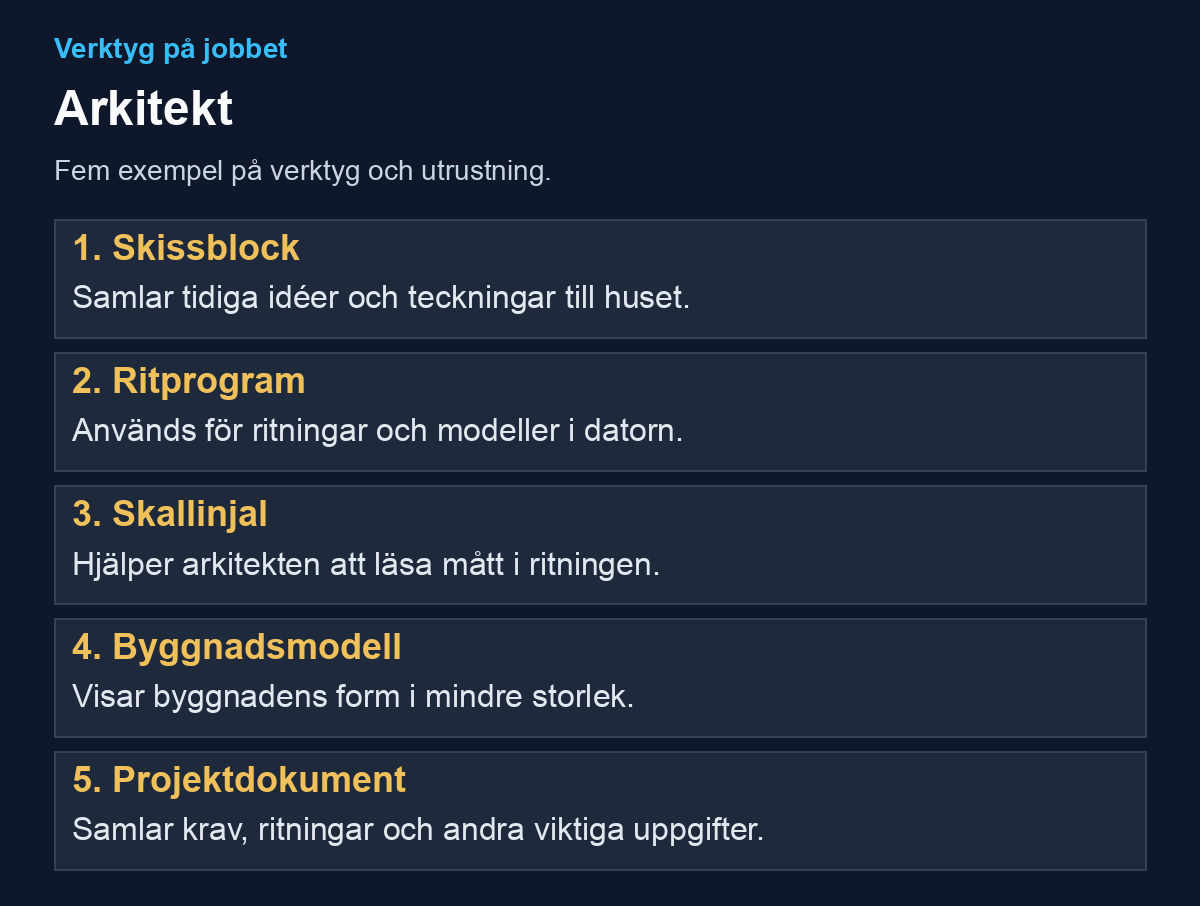 Verktyg på jobbet
Arkitekt
Fem exempel på verktyg och utrustning.
1. Skissblock
Samlar tidiga idéer och teckningar till huset.
2. Ritprogram
Används för ritningar och modeller i datorn.
3. Skallinjal
Hjälper arkitekten att läsa mått i ritningen.
4. Byggnadsmodell
Visar byggnadens form i mindre storlek.
5. Projektdokument
Samlar krav, ritningar och andra viktiga uppgifter.